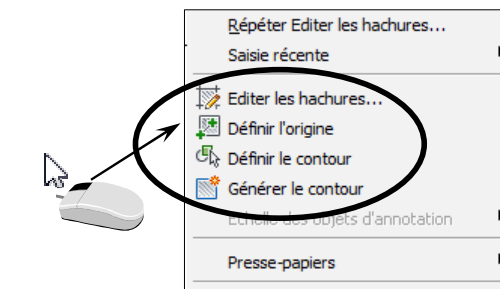 Répéter Editer les hachures...
Saisie récente
Editer les hachures...
Définir l'origine
Définir le contour
Générer le contour
Echelle des objets d'annotation
Presse-papiers